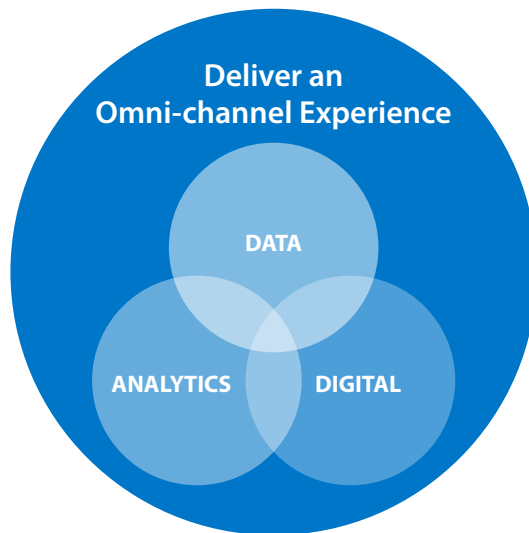 Deliver an
Omni-channel Experience
DATA
ANALYTICS
DIGITAL